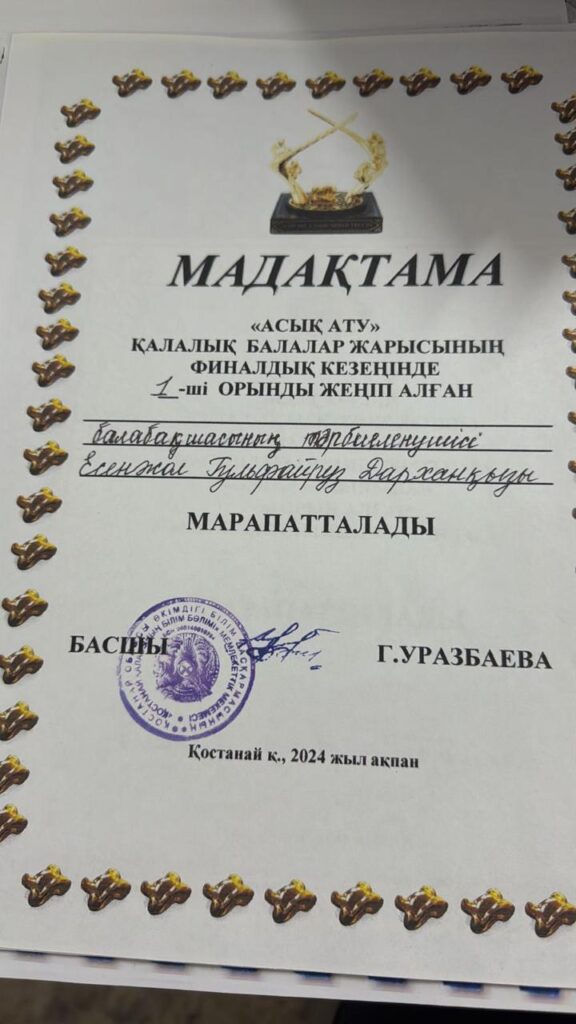 МАДАҚТАМА
«АСЫҚ АТУ»
ҚАЛАЛЫҚ БАЛАЛАР ЖАРЫСЫНЫҢ
ФИНАЛДЫҚ КЕЗЕҢІНДЕ
1 -ші ОРЫНДЫ ЖЕҢІП АЛҒАН
балабақшасының тәрбиеленушісі
Есенжол Гульфайруз Дарханқызы
МАРАПАТТАЛАДЫ
БАСШЫ
Г.УРАЗБАЕВА
Қостанай қ., 2024 жыл ақпан